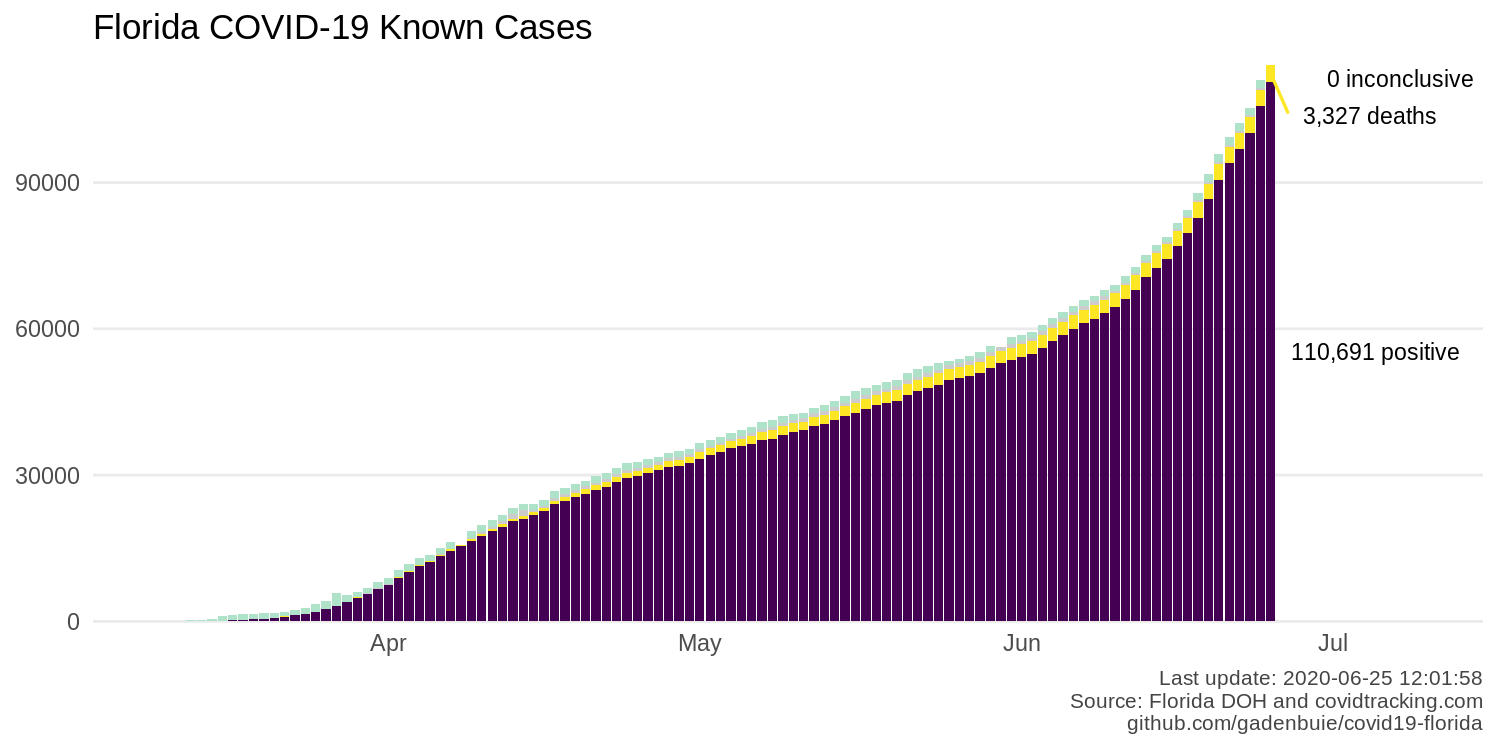 Florida COVID-19 Known Cases
0 inconclusive
3,327 deaths
90000
60000
110,691 positive
30000
0
Apr May Jun Jul
Last update: 2020-06-25 12:01:58
Source: Florida DOH and covidtracking.com
github.com/gadenbuie/covid19-florida